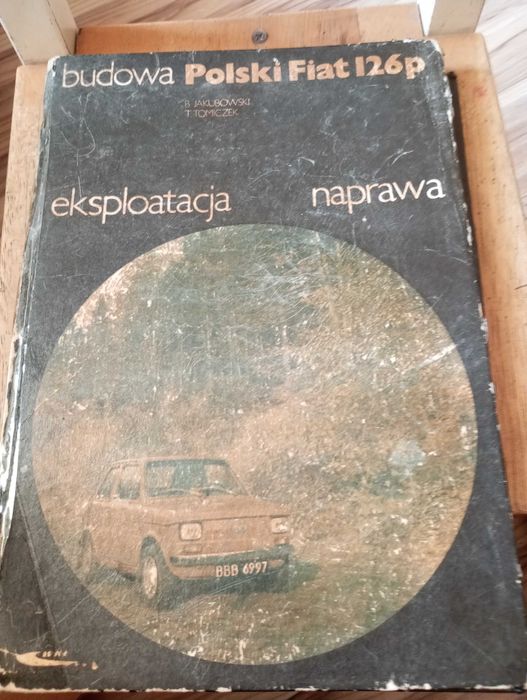 budowa Polski Fiat 126p
B. JAKUBOWSKI
T. TOMICZEK
eksploatacja naprawa
BBB 6997